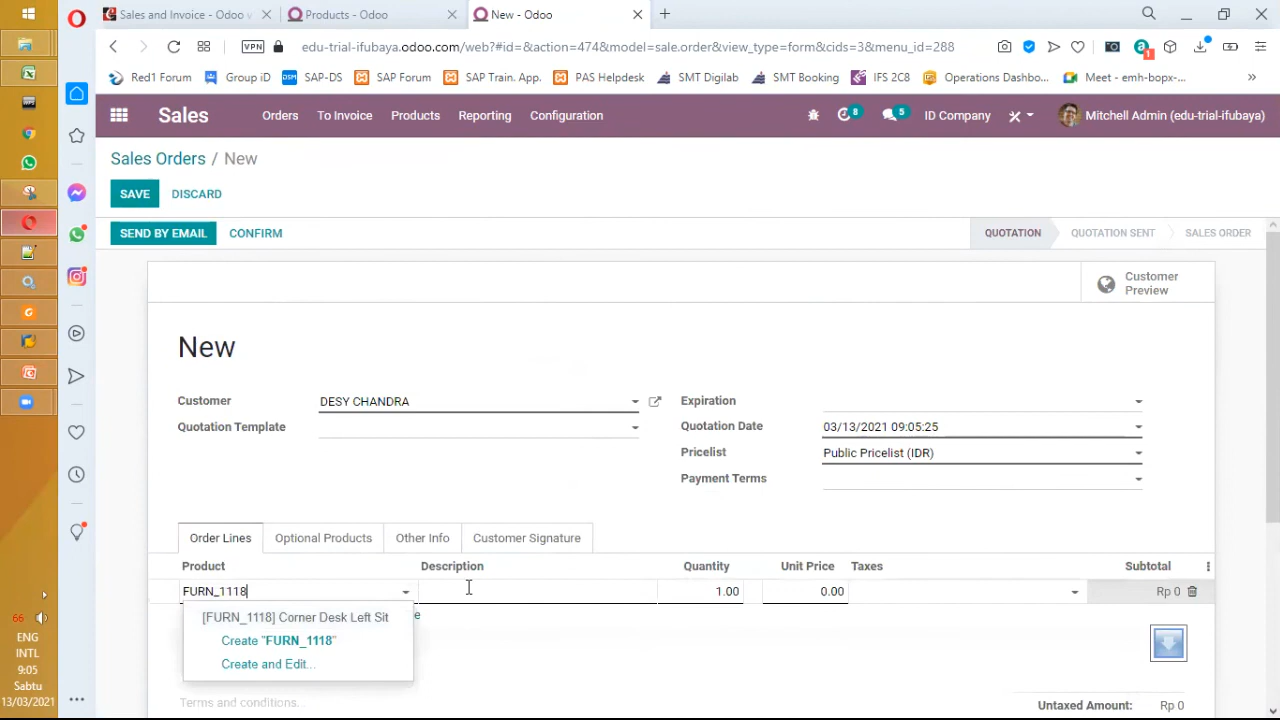 Sales and Invoice - Odoo v
Products - Odoo
New - Odoo
VPN
edu-trial-ifubaya.odoo.com/web?#id=&action=474&model=sale.order&view_type=form&cids=3&menu_id=288
Red1 Forum
Group iD
DSM
SAP-DS
SAP Forum
SAP Train. App.
PAS Helpdesk
SMT Digilab
SMT Booking
IFS 2C8
Operations Dashbo...
Meet - emh-bopx-...
Sales
Orders
To Invoice
Products
Reporting
Configuration
8
5
ID Company
Mitchell Admin (edu-trial-ifubaya)
Sales Orders / New
SAVE
DISCARD
SEND BY EMAIL
CONFIRM
QUOTATION
QUOTATION SENT
SALES ORDER
Customer
Preview
New
Customer
DESY CHANDRA
Quotation Template
Expiration
Quotation Date
03/13/2021 09:05:25
Pricelist
Public Pricelist (IDR)
Payment Terms
Order Lines
Optional Products
Other Info
Customer Signature
Product
Description
Quantity
Unit Price
Taxes
Subtotal
FURN_1118
1.00
0.00
Rp 0
[FURN_1118] Corner Desk Left Sit
Create "FURN_1118"
Create and Edit...
Terms and conditions...
Untaxed Amount:
Rp 0
66
ENG
INTL
9:05
Sabtu
13/03/2021